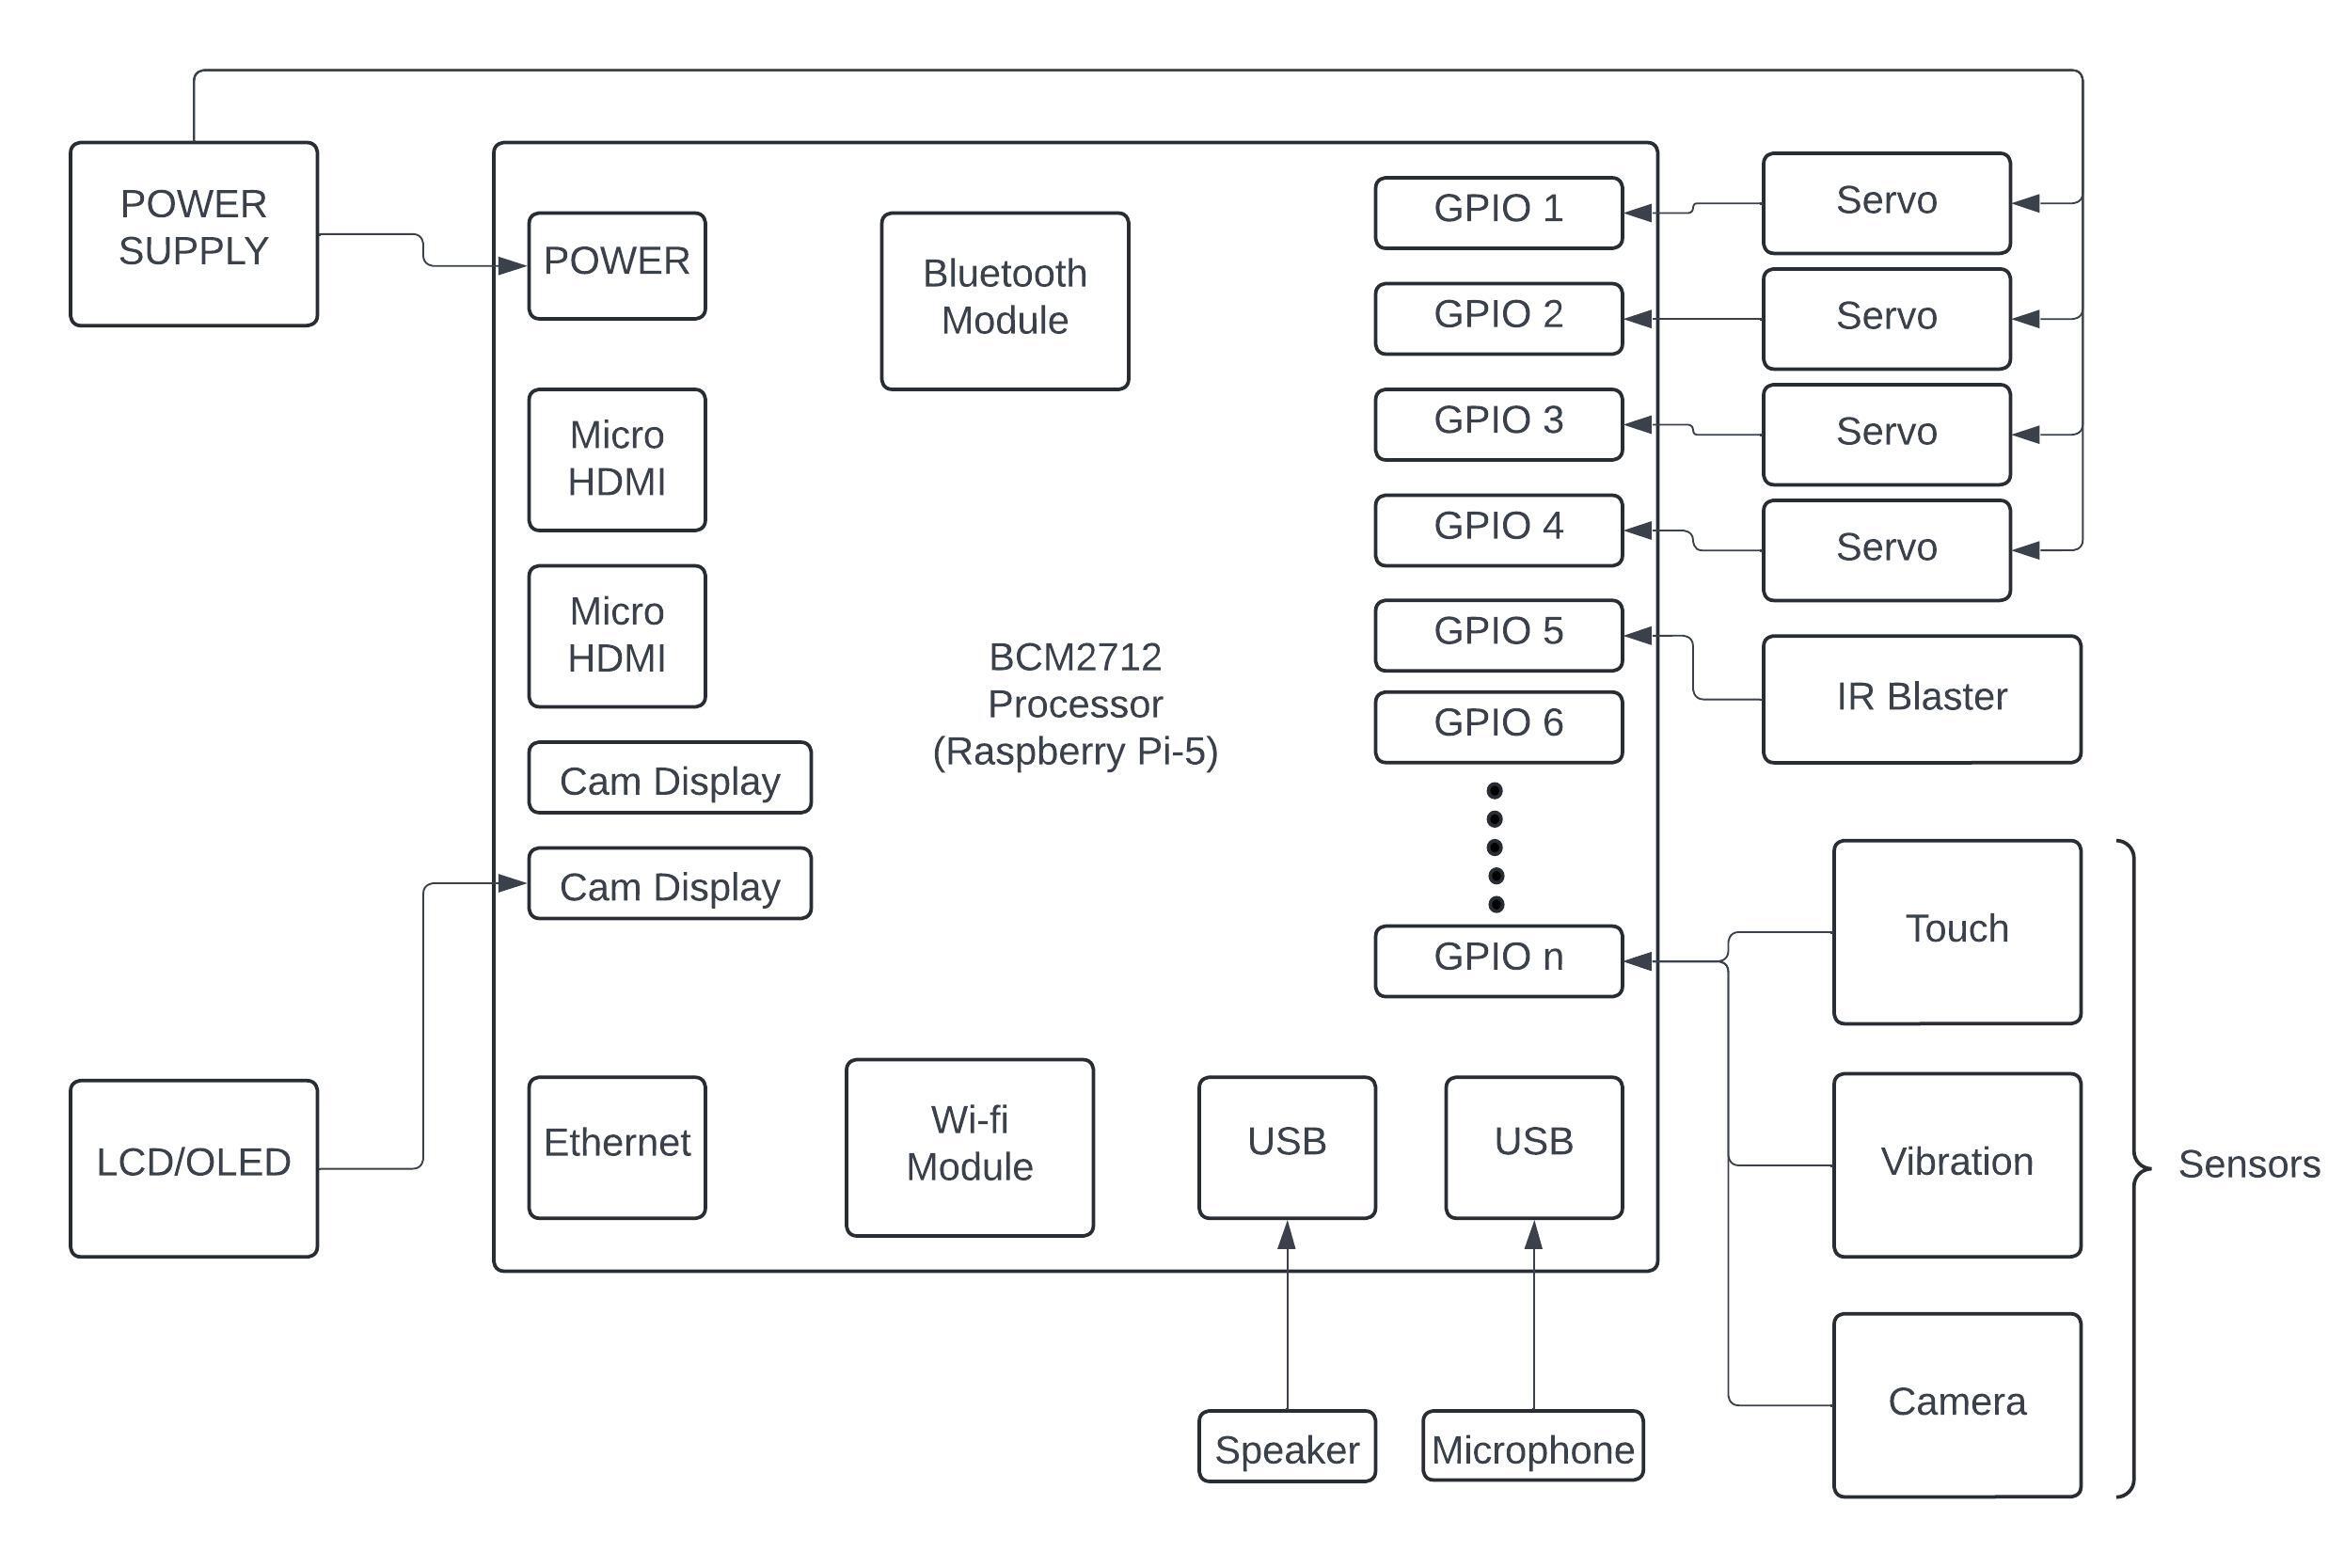 POWER
SUPPLY
POWER
Bluetooth
Module
GPIO 1
GPIO 2
GPIO 3
GPIO 4
GPIO 5
GPIO 6
GPIO n
Servo
Servo
Servo
Servo
IR Blaster
Micro
HDMI
Micro
HDMI
BCM2712
Processor
(Raspberry Pi-5)
Cam Display
Cam Display
Touch
Vibration
Camera
Sensors
LCD/OLED
Ethernet
Wi-fi
Module
USB
USB
Speaker
Microphone